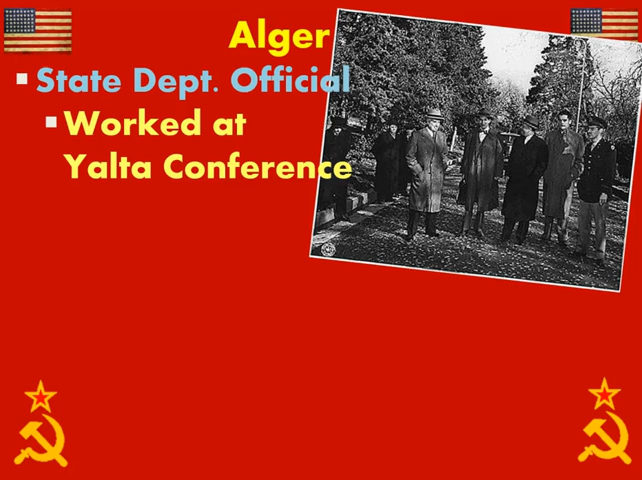 Alger
State Dept. Official
Worked at
Yalta Conference